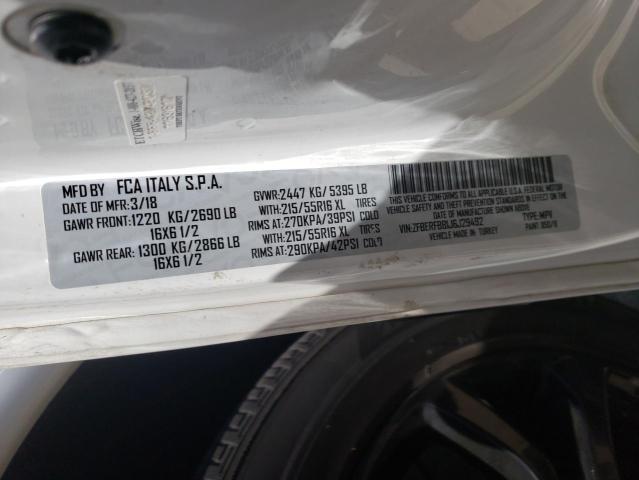 MFD BY FCA ITALY S.P.A.
DATE OF MFR: 3/18
GAWR FRONT: 1220 KG/2690 LB
16X6 1/2
GAWR REAR: 1300 KG/2866 LB
16X6 1/2
GVWR: 2447 KG/ 5395 LB
WITH: 215/55R16 XL TIRES
RIMS AT: 270KPA/39PSI COLD
WITH: 215/55R16 XL TIRES
RIMS AT: 290KPA/42PSI COLD
THIS VEHICLE CONFORMS TO ALL APPLICABLE U.S.A. FEDERAL MOTOR
VEHICLE SAFETY, BUMPER AND THEFT PREVENTION STANDARDS IN
EFFECT ON THE DATE OF MANUFACTURE SHOWN ABOVE.
TYPE: MPV
MADE IN TURKEY
ETCHWise